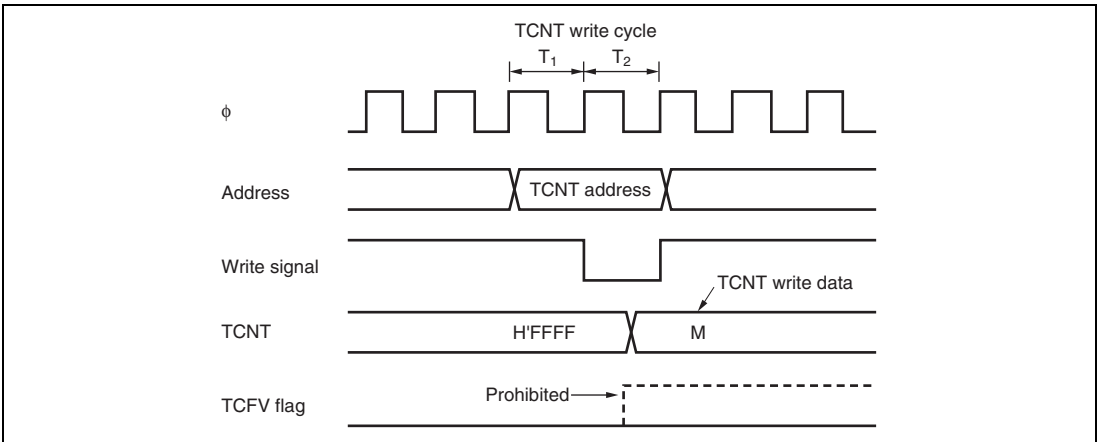 TCNT write cycle
T1 T2
φ
Address
TCNT address
Write signal
TCNT write data
TCNT
H'FFFF
M
Prohibited
TCFV flag